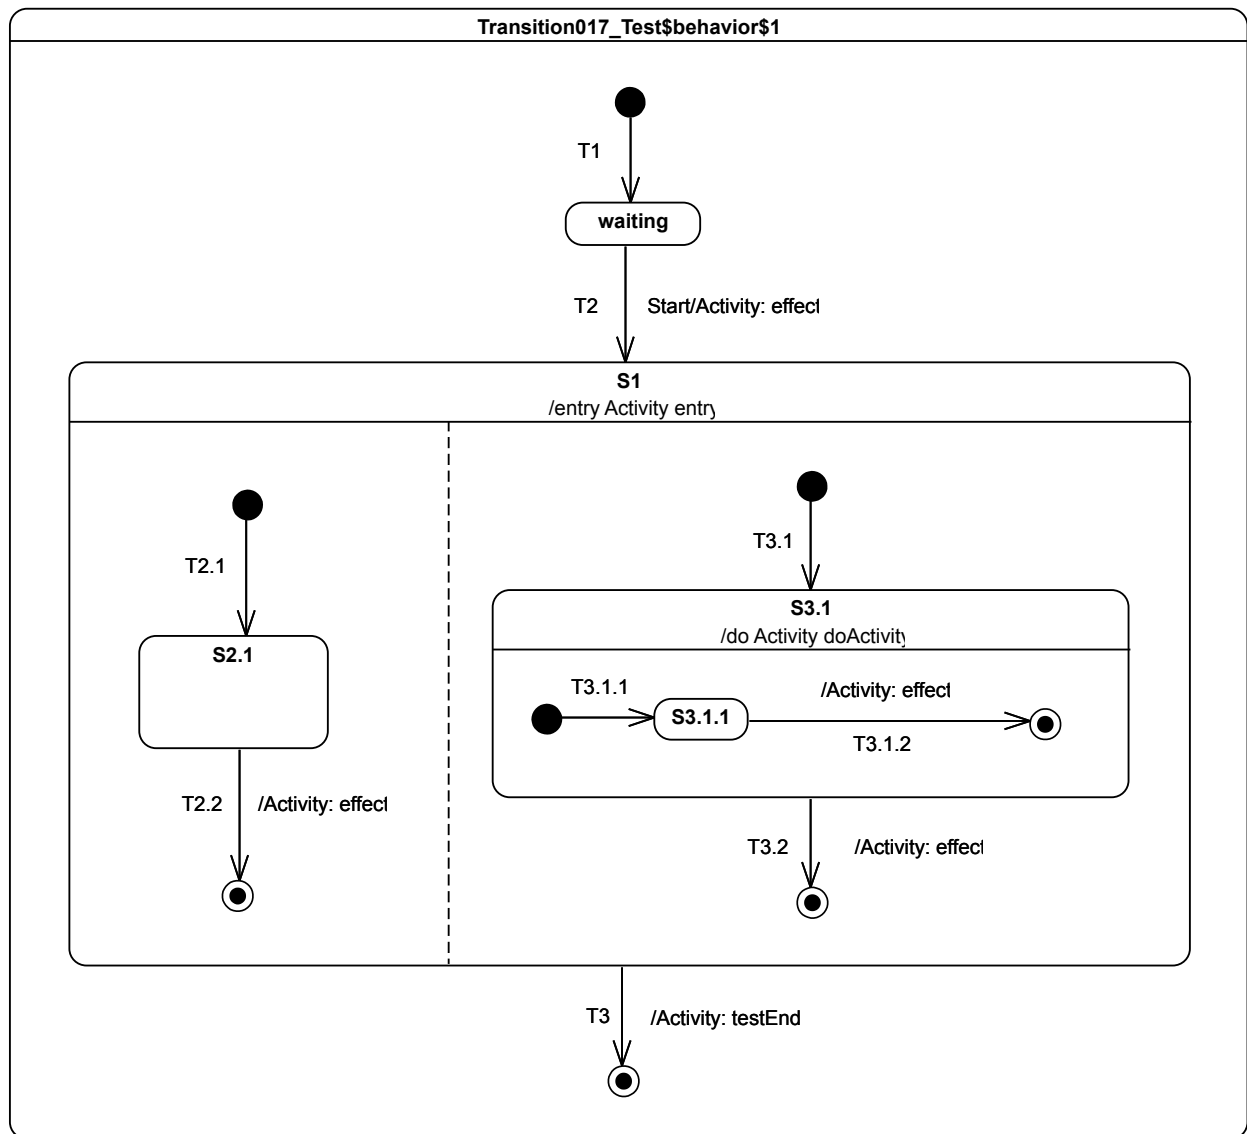 Transition017_Test$behavior$1
T1
waiting
T2 Start/Activity: effect
S1
/entry Activity entry
T2.1
T3.1
S3.1
/do Activity doActivity
S2.1
T3.1.1
/Activity: effect
S3.1.1
T3.1.2
T2.2 /Activity: effect
T3.2 /Activity: effect
T3 /Activity: testEnd